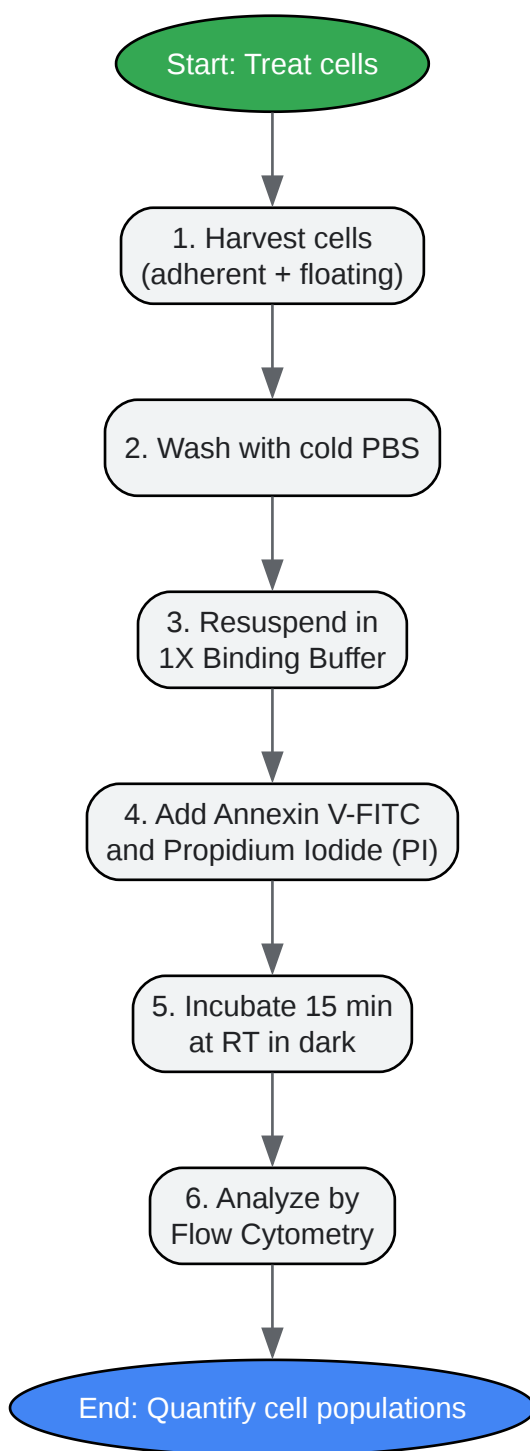 Start: Treat cells
1. Harvest cells
(adherent + floating)
2. Wash with cold PBS
3. Resuspend in
1X Binding Buffer
4. Add Annexin V-FITC
and Propidium Iodide (PI)
5. Incubate 15 min
at RT in dark
6. Analyze by
Flow Cytometry
End: Quantify cell populations